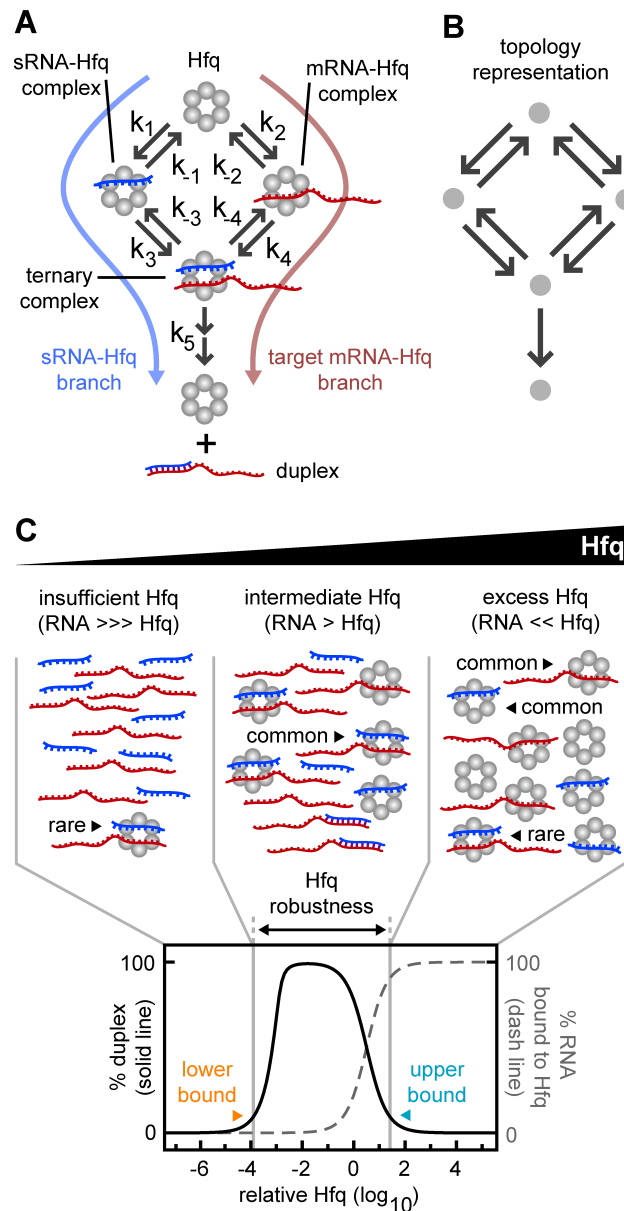 A
sRNA-Hfq
complex
Hfq
mRNA-Hfq
complex
k1
k-1
k2
k-2
k3
k-3
k4
k-4
ternary
complex
k5
sRNA-Hfq
branch
target mRNA-Hfq
branch
+
duplex
B
topology
representation
C
Hfq
insufficient Hfq
(RNA >>> Hfq)
intermediate Hfq
(RNA > Hfq)
excess Hfq
(RNA << Hfq)
rare
common
common
common
rare
Hfq
robustness
100
0
% duplex
(solid line)
lower
bound
upper
bound
100
0
% RNA
bound to Hfq
(dash line)
-6 -4 -2 0 2 4
relative Hfq (log10)